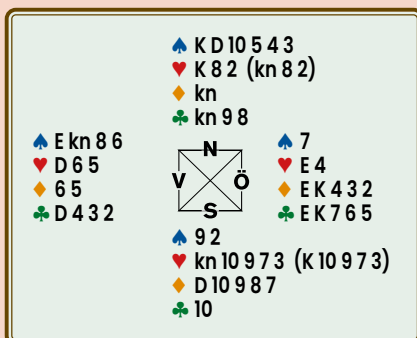 ♠ K D 10 5 4 3
♥ K 8 2 (kn 8 2)
♦ kn
♣ kn 9 8
♠ E kn 8 6
♥ D 6 5
♦ 6 5
♣ D 4 3 2
N
V Ö
S
♠ 7
♥ E 4
♦ E K 4 3 2
♣ E K 7 6 5
♠ 9 2
♥ kn 10 9 7 3 (K 10 9 7 3)
♦ D 10 9 8 7
♣ 10